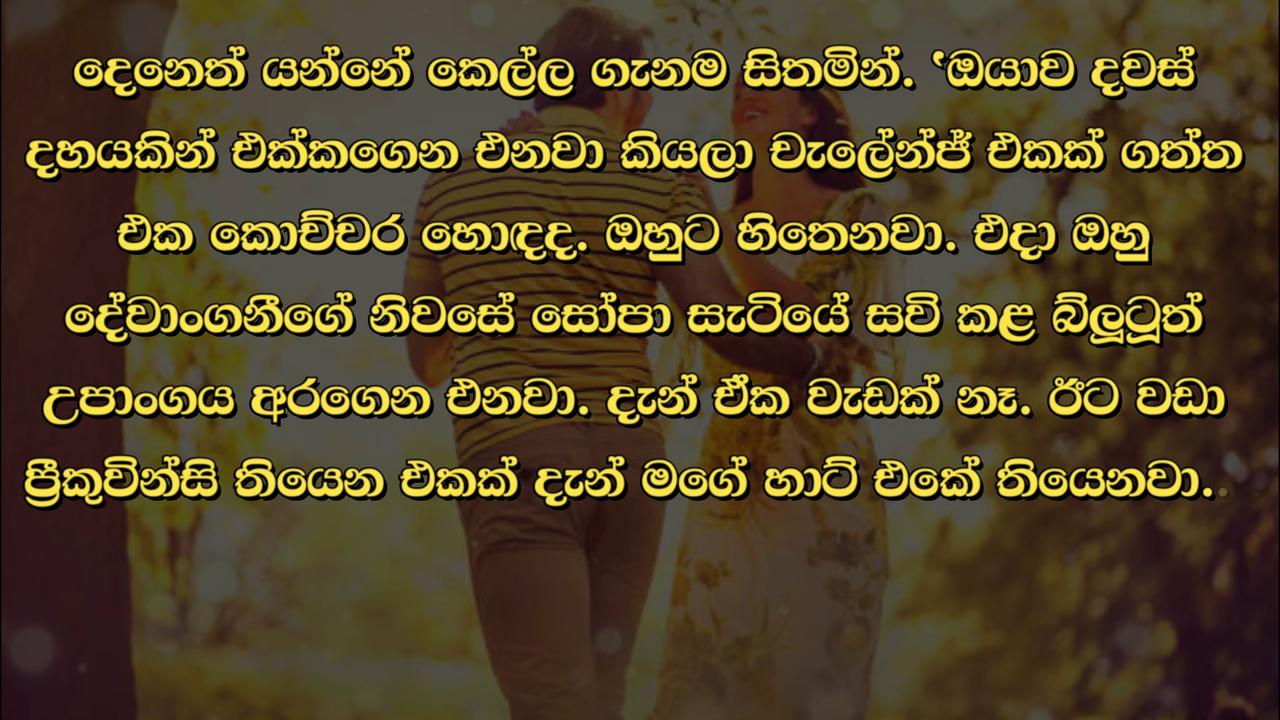 දෙනෙත් යන්නේ කෙල්ල ගැනම සිතමින්. ‛ඔයාව දවස්
දහයකින් එක්කගෙන එනවා කියලා චැලේන්ජ් එකක් ගත්ත
එක කොච්චර හොඳද. ඔහුට හිතෙනවා. එදා ඔහු
දේවාංගනීගේ නිවසේ සෝපා සැටියේ සවි කළ බ්ලූටූත්
උපාංගය අරගෙන එනවා. දැන් ඒක වැඩක් නෑ. ඊට වඩා
ප්‍රීකුවින්සි තියෙන එකක් දැන් මගේ හාට් එකේ තියෙනවා..